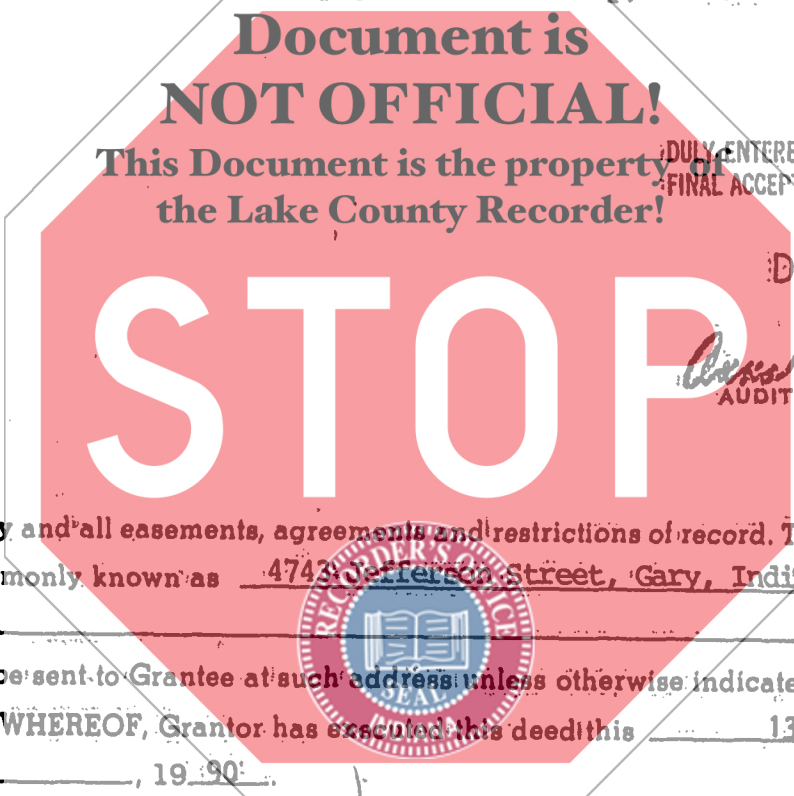 Document is
NOT OFFICIAL!
This Document is the property of
the Lake County Recorder!
DULY ENTERE
FINAL ACCEP
D
STOP
AUDIT
y and all easements, agreements and restrictions of record. T
monly known as 4743 Jefferson Street, Gary, Indi
RECORDER'S OFFICE
SEAL
INDIANA
be sent to Grantee at such address unless otherwise indicate
WHEREOF, Grantor has executed this deed this 13
, 19 90 .